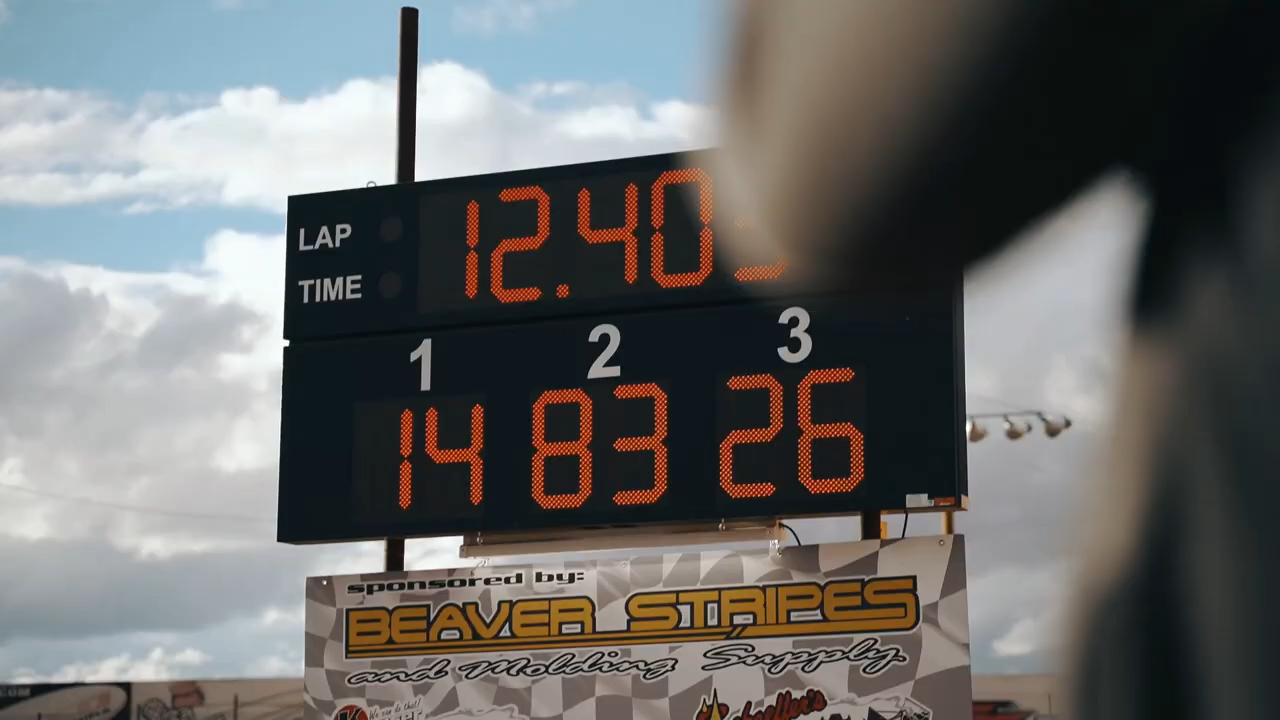 LAP
TIME
12.40
1 2 3
14 83 26
sponsored by:
BEAVER STRIPES
and Molding Supply